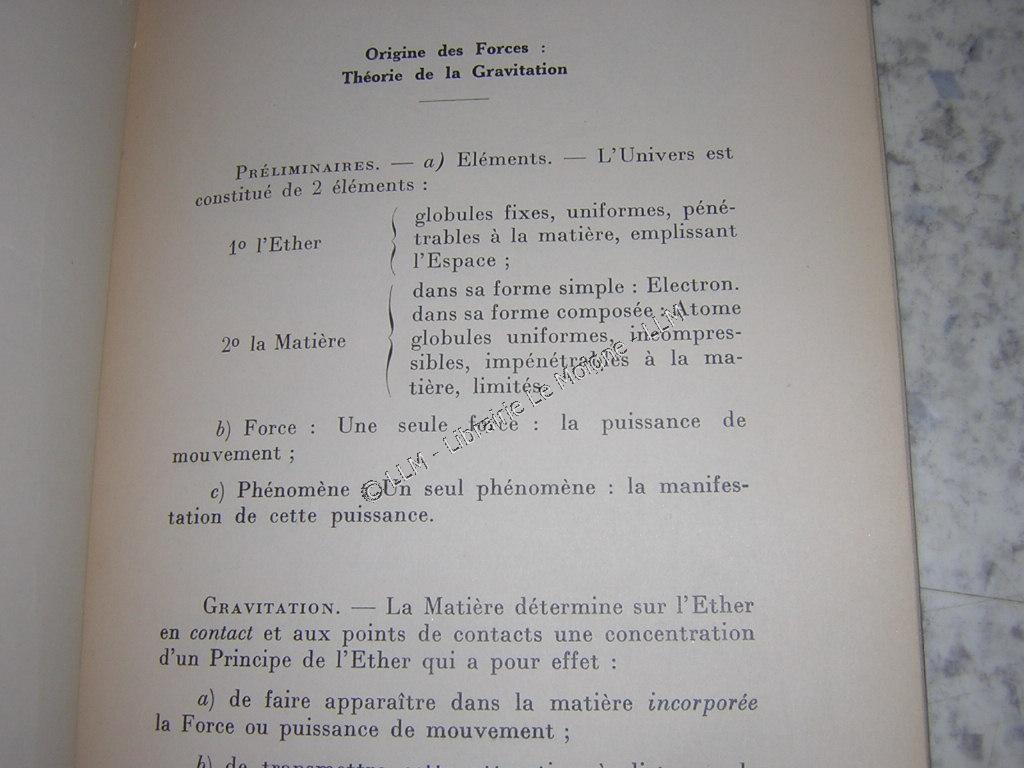 Origine des Forces :
Théorie de la Gravitation
PRÉLIMINAIRES. — a) Eléments. — L'Univers est
constitué de 2 éléments :
1º l'Ether
globules fixes, uniformes, péné-
trables à la matière, emplissant
l'Espace ;
2º la Matière
dans sa forme simple : Electron.
dans sa forme composée : Atome
globules uniformes, incompres-
sibles, impénétrables à la ma-
tière, limités.
b) Force : Une seule force : la puissance de
mouvement ;
c) Phénomène : Un seul phénomène : la manifes-
tation de cette puissance.
GRAVITATION. — La Matière détermine sur l'Ether
en contact et aux points de contacts une concentration
d'un Principe de l'Ether qui a pour effet :
a) de faire apparaître dans la matière incorporée
la Force ou puissance de mouvement ;
b) de transmettre
© LLM - Librairie Le Moigne - LLM